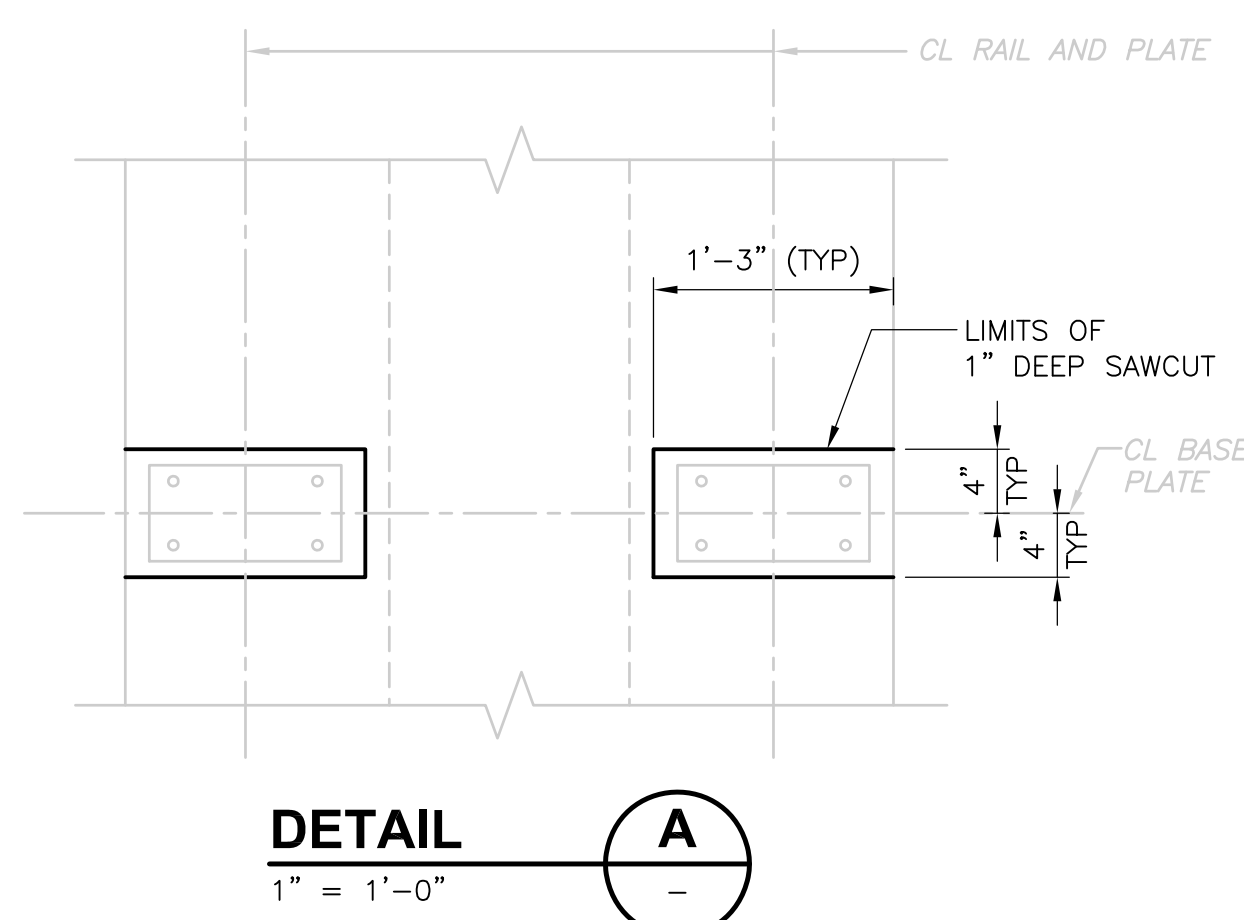 CL RAIL AND PLATE
1’-3” (TYP)
LIMITS OF
1” DEEP SAWCUT
CL BASE
PLATE
4”
TYP
4”
TYP
DETAIL
A
1” = 1’-0”
-